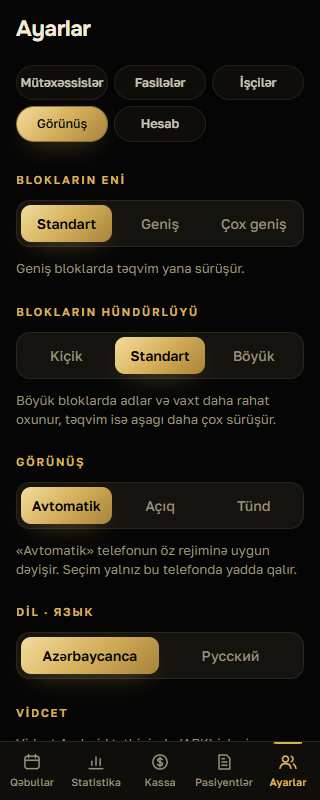 Ayarlar
Mütəxəssislər Fasilələr İşçilər
Görünüş Hesab
BLOKLARIN ENİ
Standart Geniş Çox geniş
Geniş bloklarda təqvim yana sürüşür.
BLOKLARIN HÜNDÜRLÜYÜ
Kiçik Standart Böyük
Böyük bloklarda adlar və vaxt daha rahat
oxunur, təqvim isə aşağı daha çox sürüşür.
GÖRÜNÜŞ
Avtomatik Açıq Tünd
«Avtomatik» telefonun öz rejiminə uyğun
dəyişir. Seçim yalnız bu telefonda yadda qalır.
DİL · ЯЗЫК
Azərbaycanca Русский
VİDCET
Qəbullar Statistika Kassa Pasiyentlər Ayarlar